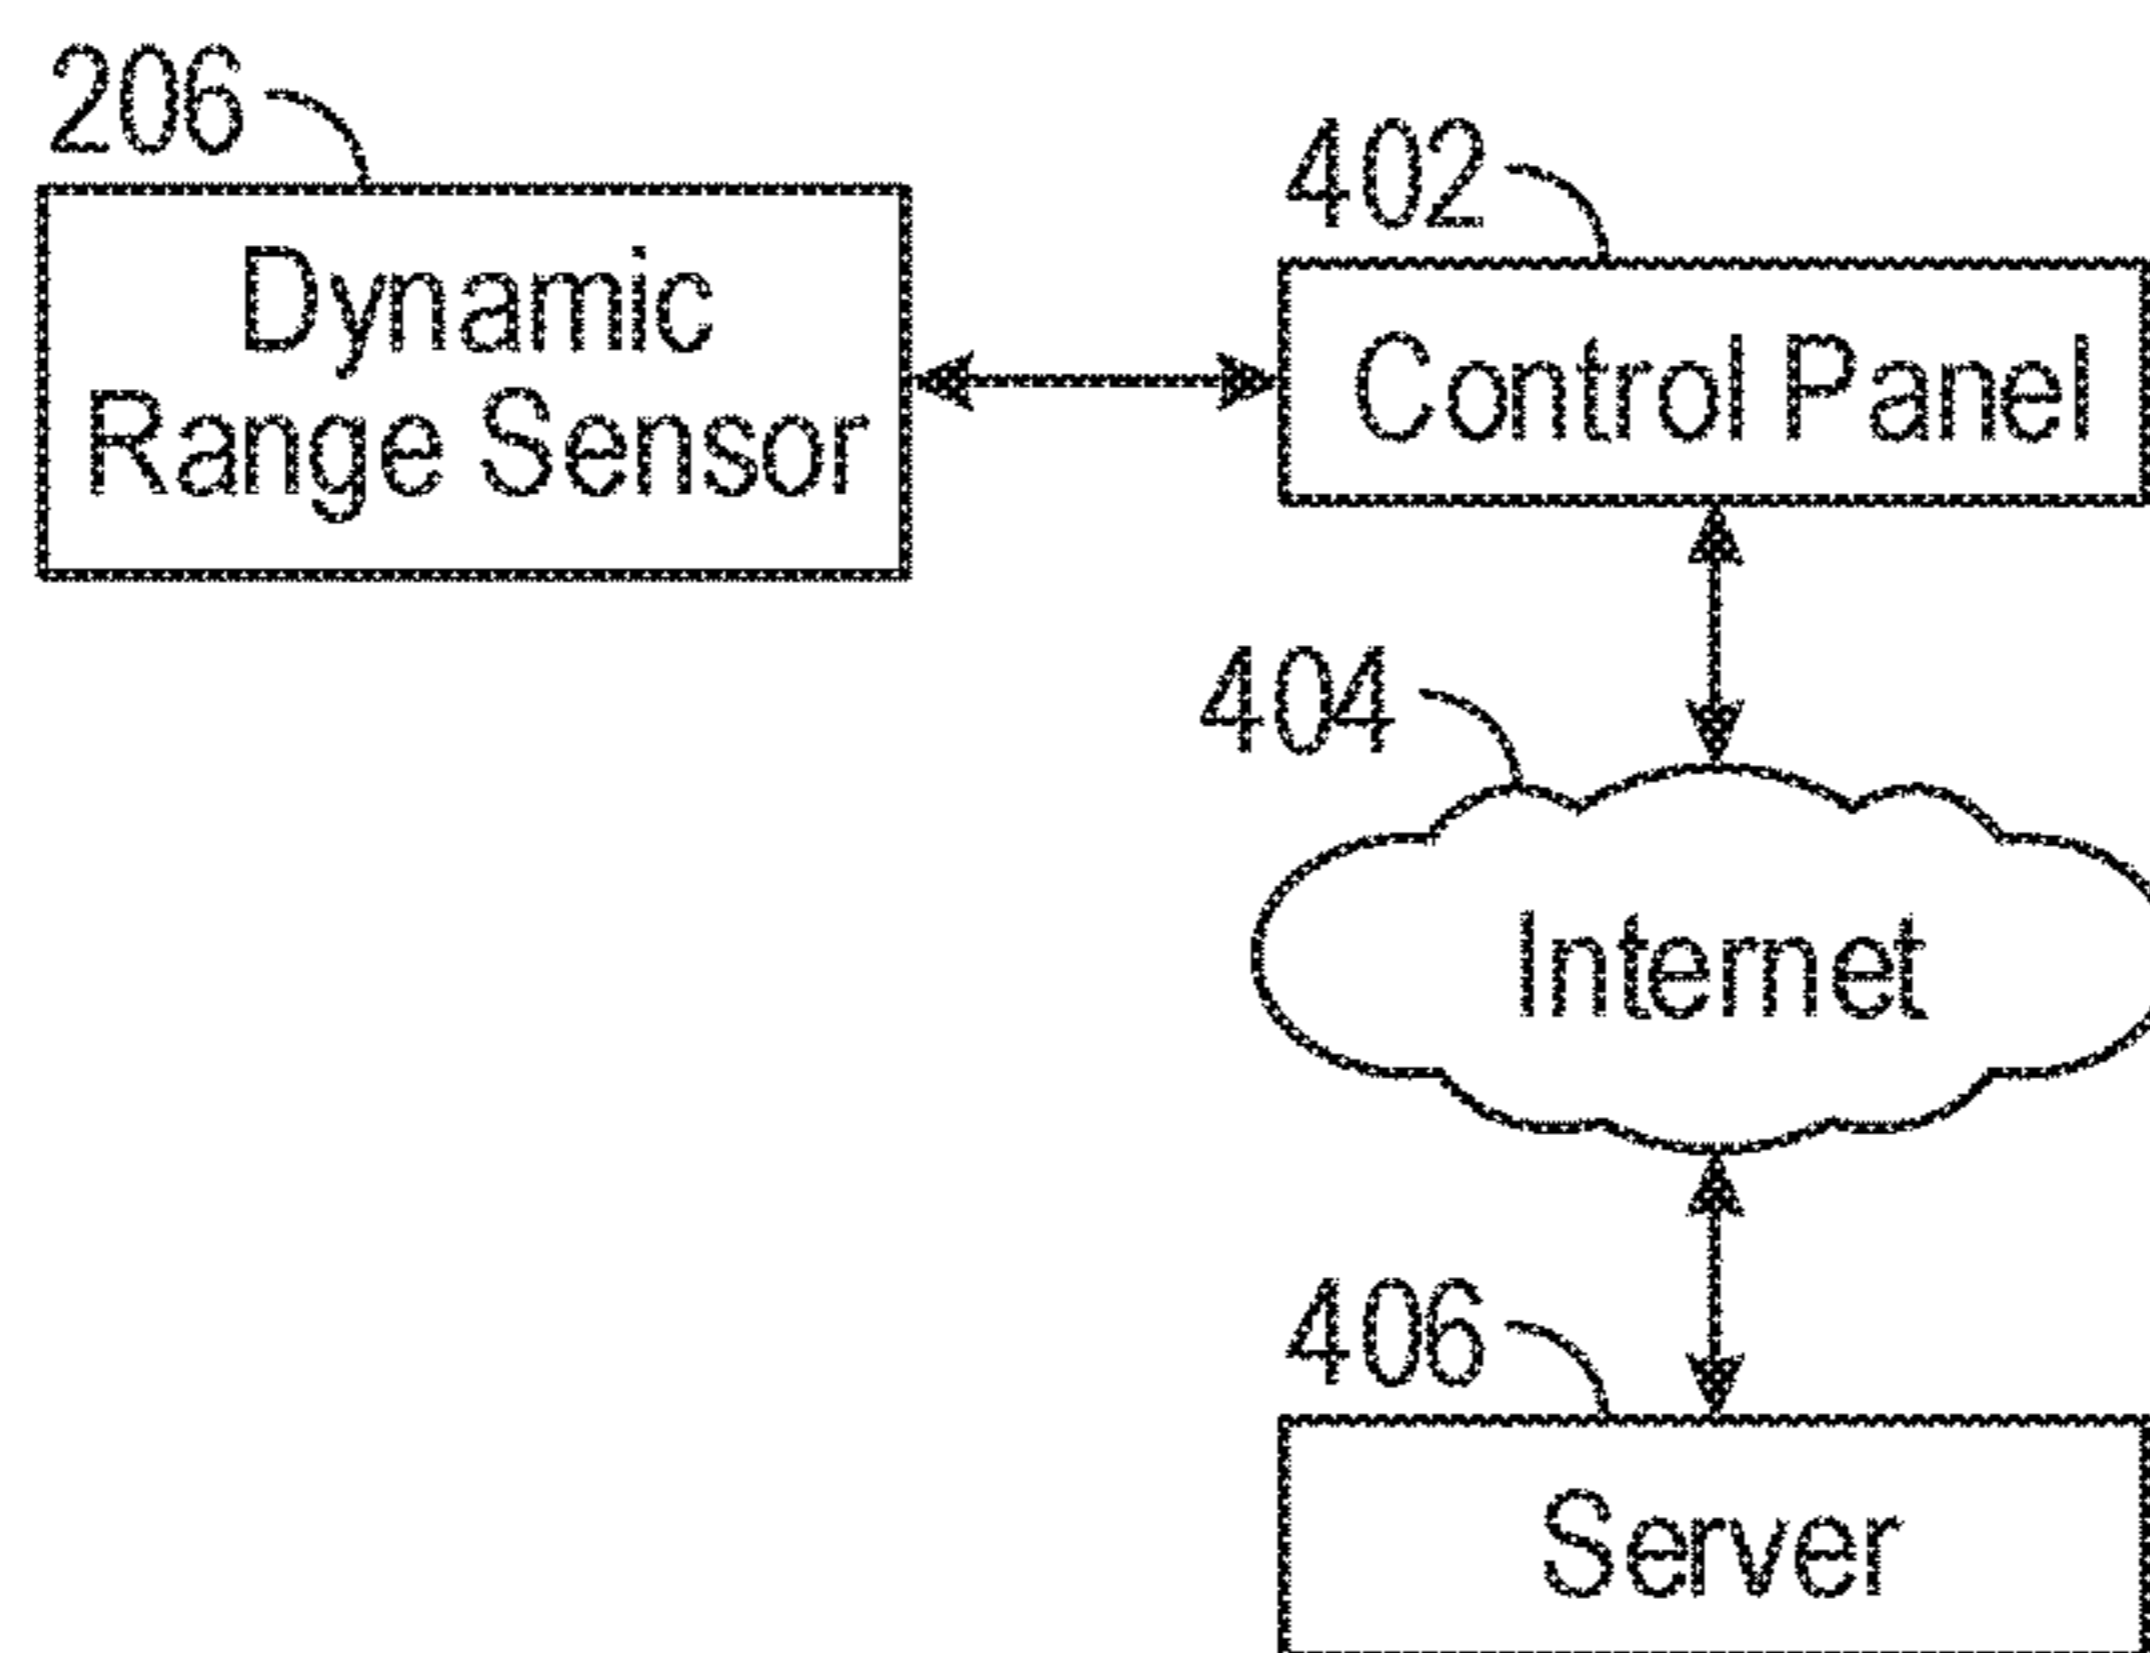 206
Dynamic
Range Sensor
402
Control Panel
404
Internet
406
Server